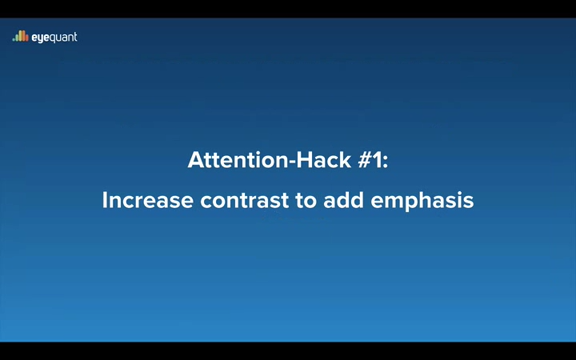 eyequant
Attention-Hack #1:
Increase contrast to add emphasis